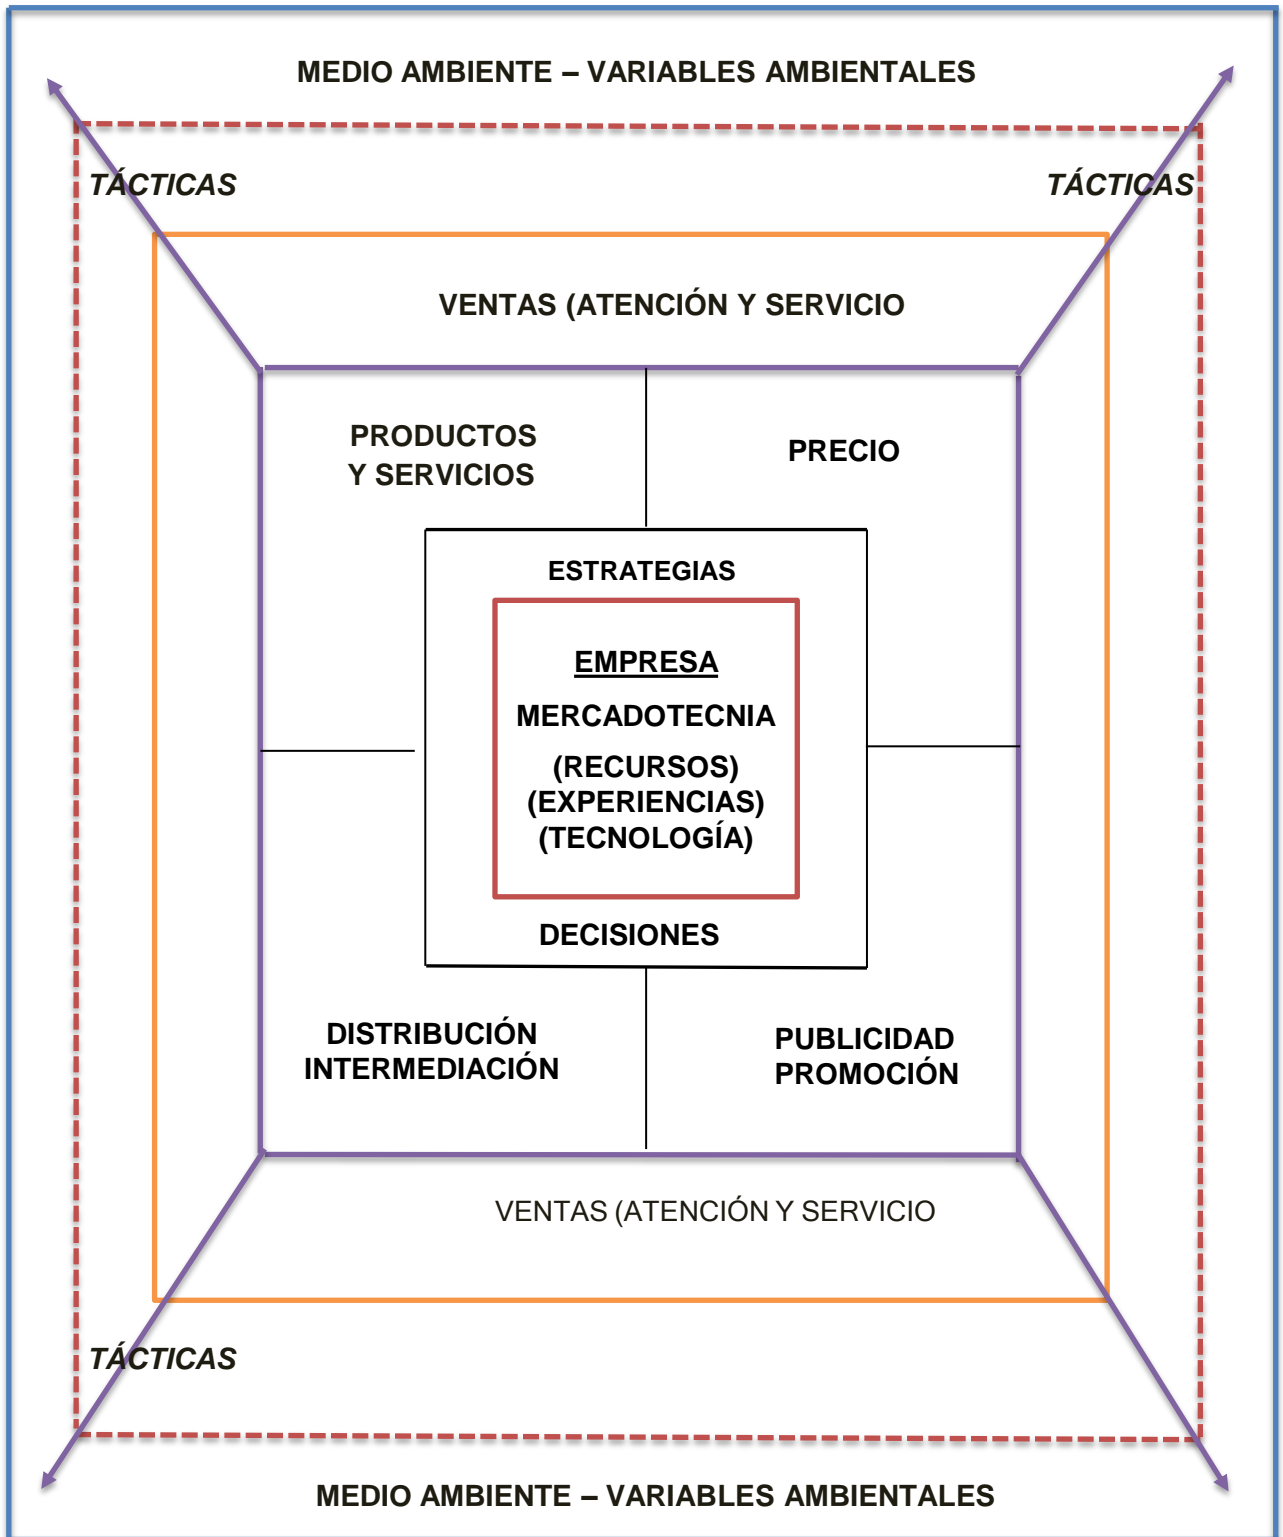 MEDIO AMBIENTE – VARIABLES AMBIENTALES
TÁCTICAS
TÁCTICAS
VENTAS (ATENCIÓN Y SERVICIO
PRODUCTOS
Y SERVICIOS
PRECIO
ESTRATEGIAS
EMPRESA
MERCADOTECNIA
(RECURSOS)
(EXPERIENCIAS)
(TECNOLOGÍA)
DECISIONES
DISTRIBUCIÓN
INTERMEDIACIÓN
PUBLICIDAD
PROMOCIÓN
VENTAS (ATENCIÓN Y SERVICIO
TÁCTICAS
MEDIO AMBIENTE – VARIABLES AMBIENTALES